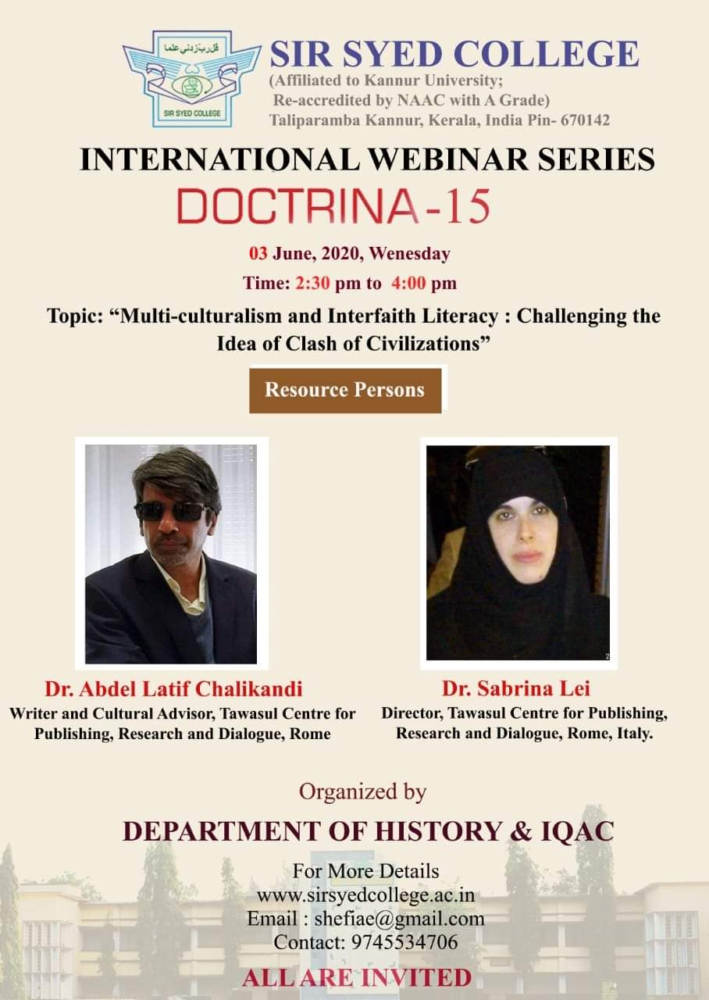 قل رب زدني علما
SIR SYED COLLEGE
SIR SYED COLLEGE
(Affiliated to Kannur University;
Re-accredited by NAAC with A Grade)
Taliparamba Kannur, Kerala, India Pin- 670142
INTERNATIONAL WEBINAR SERIES
DOCTRINA -15
03 June, 2020, Wenesday
Time: 2:30 pm to 4:00 pm
Topic: “Multi-culturalism and Interfaith Literacy : Challenging the
Idea of Clash of Civilizations”
Resource Persons
2
Dr. Abdel Latif Chalikandi
Writer and Cultural Advisor, Tawasul Centre for
Publishing, Research and Dialogue, Rome
Dr. Sabrina Lei
Director, Tawasul Centre for Publishing,
Research and Dialogue, Rome, Italy.
Organized by
DEPARTMENT OF HISTORY & IQAC
For More Details
www.sirsyedcollege.ac.in
Email : shefiae@gmail.com
Contact: 9745534706
ALL ARE INVITED